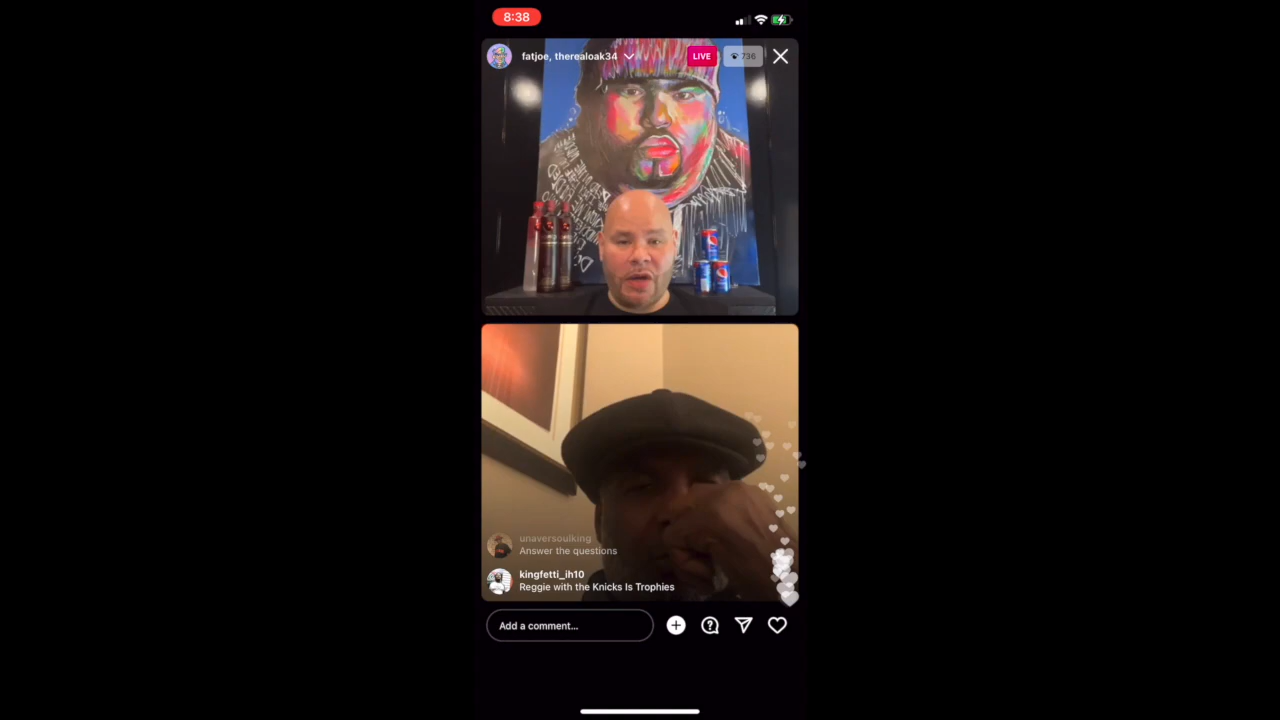 8:38
fatjoe, therealoak34
LIVE
736
unaversoulking
Answer the questions
kingfetti_ih10
Reggie with the Knicks Is Trophies
Add a comment...